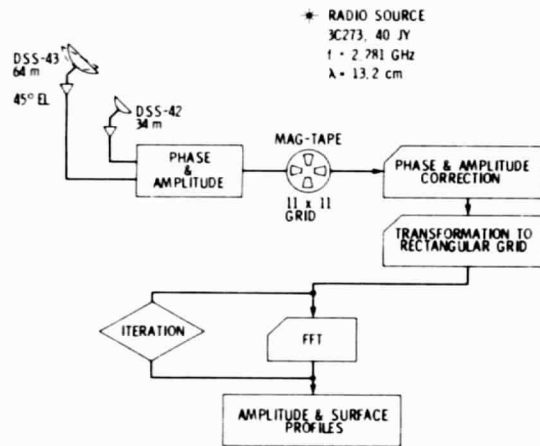 RADIO SOURCE
3C273, 40 JY
f = 2.281 GHz
λ = 13.2 cm
DSS-43
64 m
45° EL
DSS-42
34 m
PHASE
&
AMPLITUDE
MAG-TAPE
11 x 11
GRID
PHASE & AMPLITUDE
CORRECTION
TRANSFORMATION TO
RECTANGULAR GRID
ITERATION
FFT
AMPLITUDE & SURFACE
PROFILES